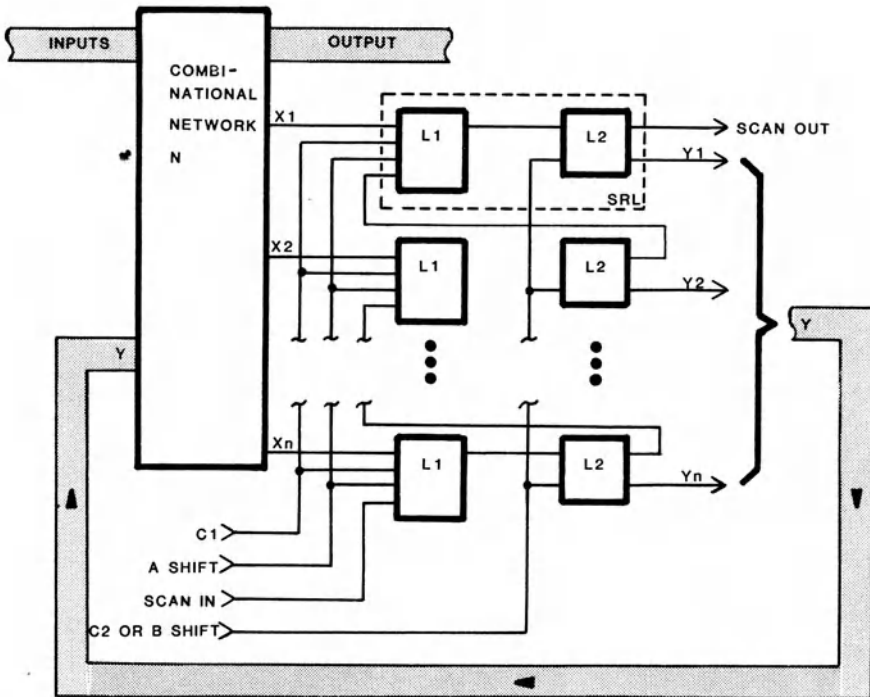 INPUTS
OUTPUT
COMBI-
NATIONAL
NETWORK
N
X1
L1
L2
SCAN OUT
Y1
SRL
X2
L1
L2
Y2
Y
Y
Xn
L1
L2
Yn
C1
A SHIFT
SCAN IN
C2 OR B SHIFT